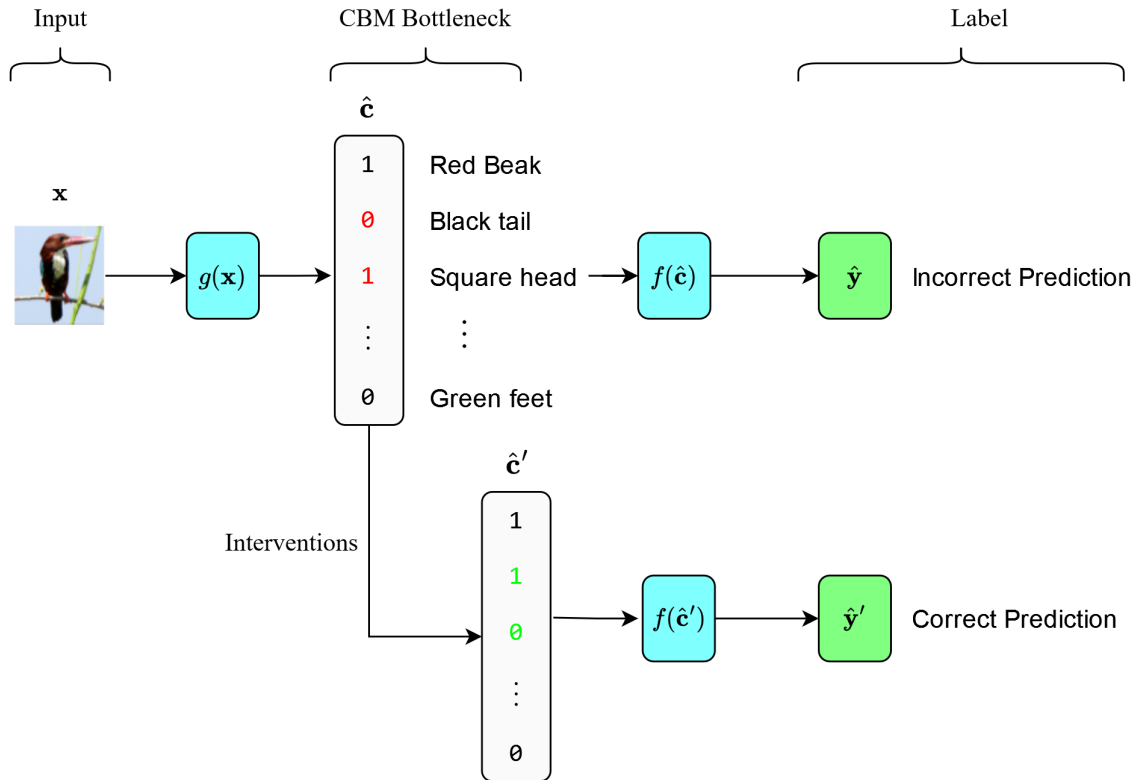 Input
CBM Bottleneck
Label
ĉ
x
1 Red Beak
0 Black tail
g(x)
1 Square head
f(ĉ)
ŷ
Incorrect Prediction
⋮ ⋮
0 Green feet
ĉ′
Interventions
1
1
0
⋮
0
f(ĉ′)
ŷ′
Correct Prediction